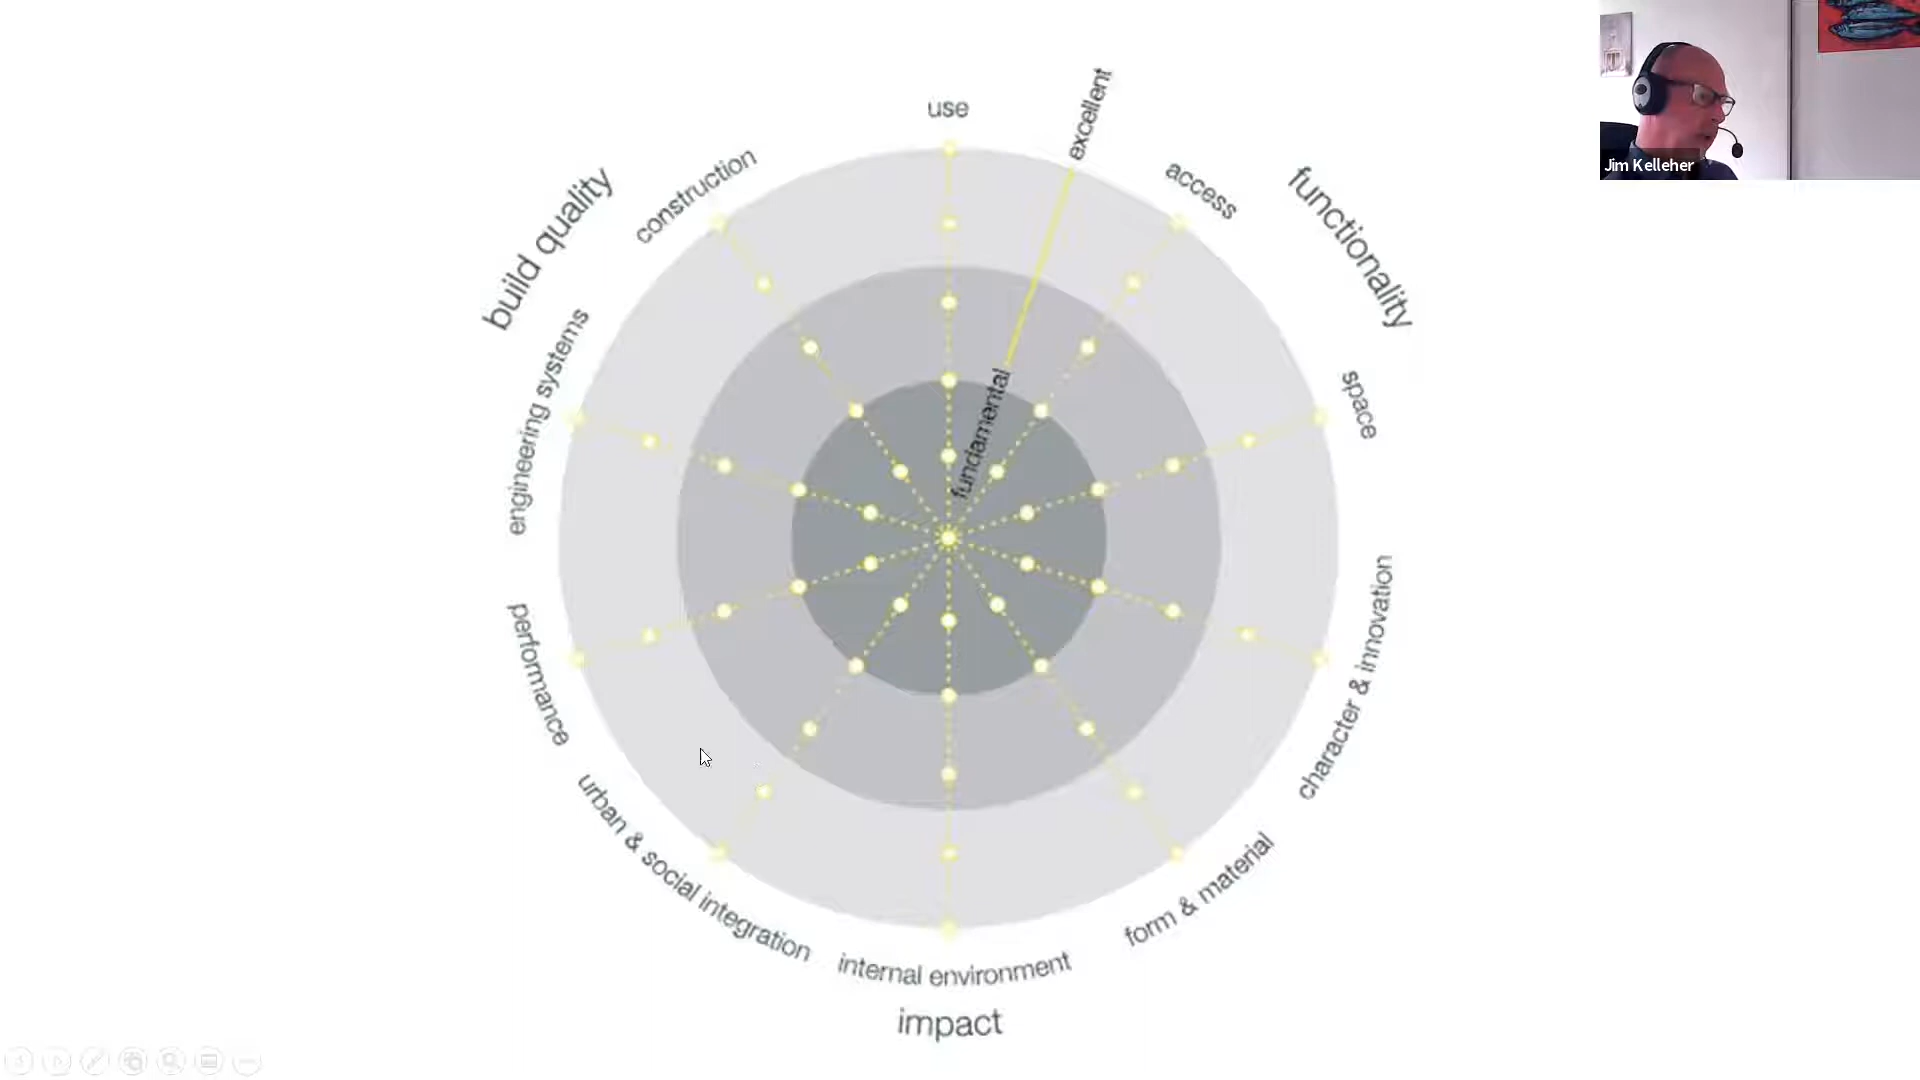 use
excellent
access
functionality
space
character & innovation
form & material
internal environment
impact
urban & social integration
performance
engineering systems
build quality
construction
fundamental
Jim Kelleher